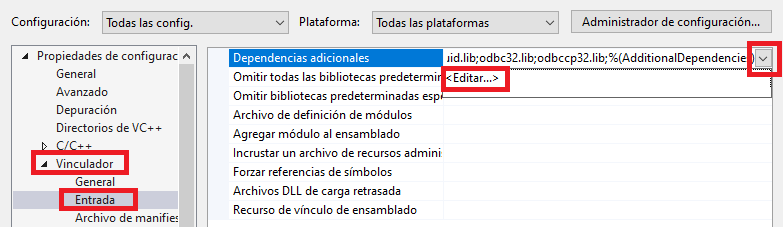 Configuración: Todas las config. Plataforma: Todas las plataformas Administrador de configuración...
Propiedades de configurac
General
Avanzado
Depuración
Directorios de VC++
C/C++
Vinculador
General
Entrada
Archivo de manifies
Dependencias adicionales uid.lib;odbc32.lib;odbccp32.lib;%(AdditionalDependencies)
Omitir todas las bibliotecas predetermin <Editar...>
Omitir bibliotecas predeterminadas espe
Archivo de definición de módulos
Agregar módulo al ensamblado
Incrustar un archivo de recursos adminis
Forzar referencias de símbolos
Archivos DLL de carga retrasada
Recurso de vínculo de ensamblado